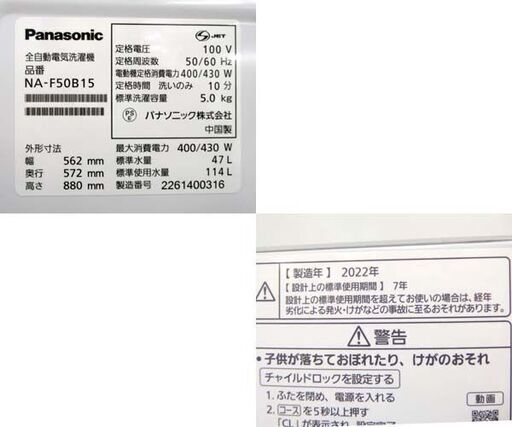 Panasonic
S JET
全自動電気洗濯機
品番
NA-F50B15
定格電圧 100 V
定格周波数 50/60 Hz
電動機定格消費電力 400/430 W
定格時間 洗いのみ 10 分
標準洗濯容量 5.0 kg
PS E パナソニック株式会社
中国製
外形寸法
幅 562 mm
奥行 572 mm
高さ 880 mm
最大消費電力 400/430 W
標準水量 47 L
標準使用水量 114 L
製造番号 2261400316
【製造年】 2022年
【設計上の標準使用期間】 7年
設計上の標準使用期間を超えてお使いの場合は、経年
劣化による発火・けがなどの事故に至るおそれがあります。
警告
・子供が落ちておぼれたり、けがのおそれ
チャイルドロックを設定する
1. ふたを閉め、電源を入れる
2. コースを5秒以上押す
「CL」が表示され、設定完了
動画